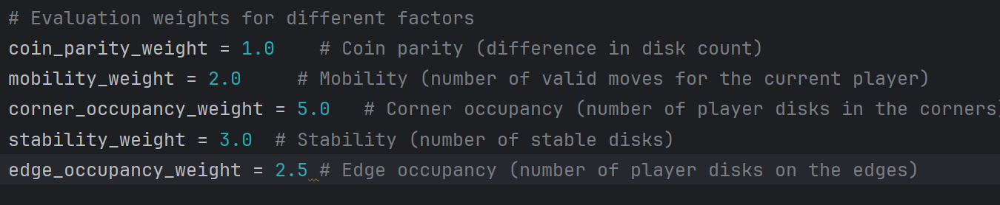 # Evaluation weights for different factors
coin_parity_weight = 1.0    # Coin parity (difference in disk count)
mobility_weight = 2.0     # Mobility (number of valid moves for the current player)
corner_occupancy_weight = 5.0   # Corner occupancy (number of player disks in the corners)
stability_weight = 3.0  # Stability (number of stable disks)
edge_occupancy_weight = 2.5 # Edge occupancy (number of player disks on the edges)